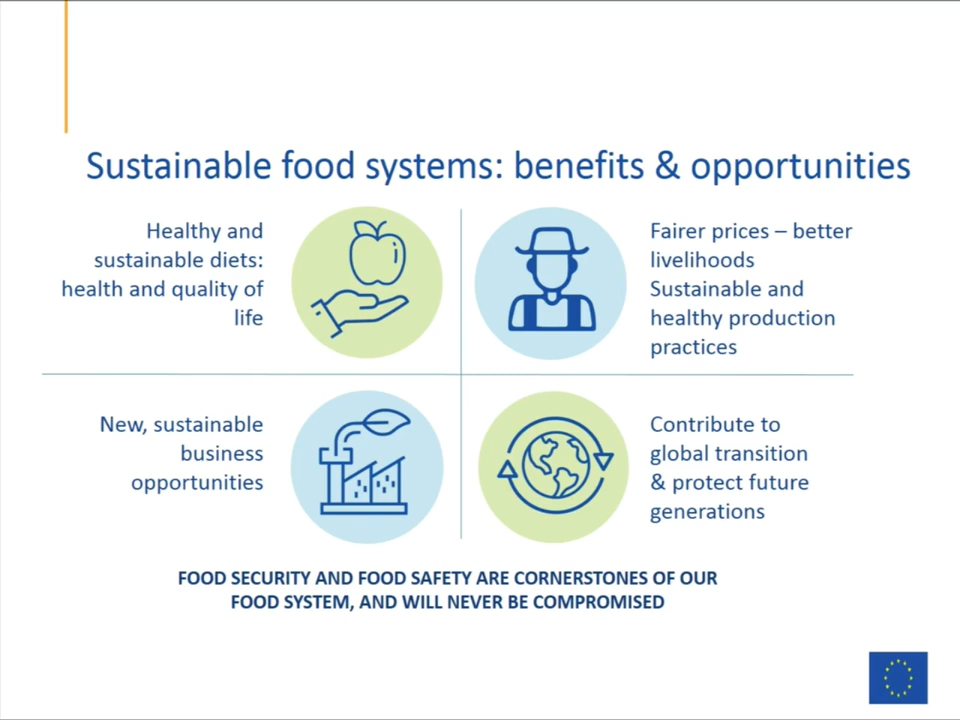 Sustainable food systems: benefits & opportunities
Healthy and
sustainable diets:
health and quality of
life
Fairer prices – better
livelihoods
Sustainable and
healthy production
practices
New, sustainable
business
opportunities
Contribute to
global transition
& protect future
generations
FOOD SECURITY AND FOOD SAFETY ARE CORNERSTONES OF OUR
FOOD SYSTEM, AND WILL NEVER BE COMPROMISED